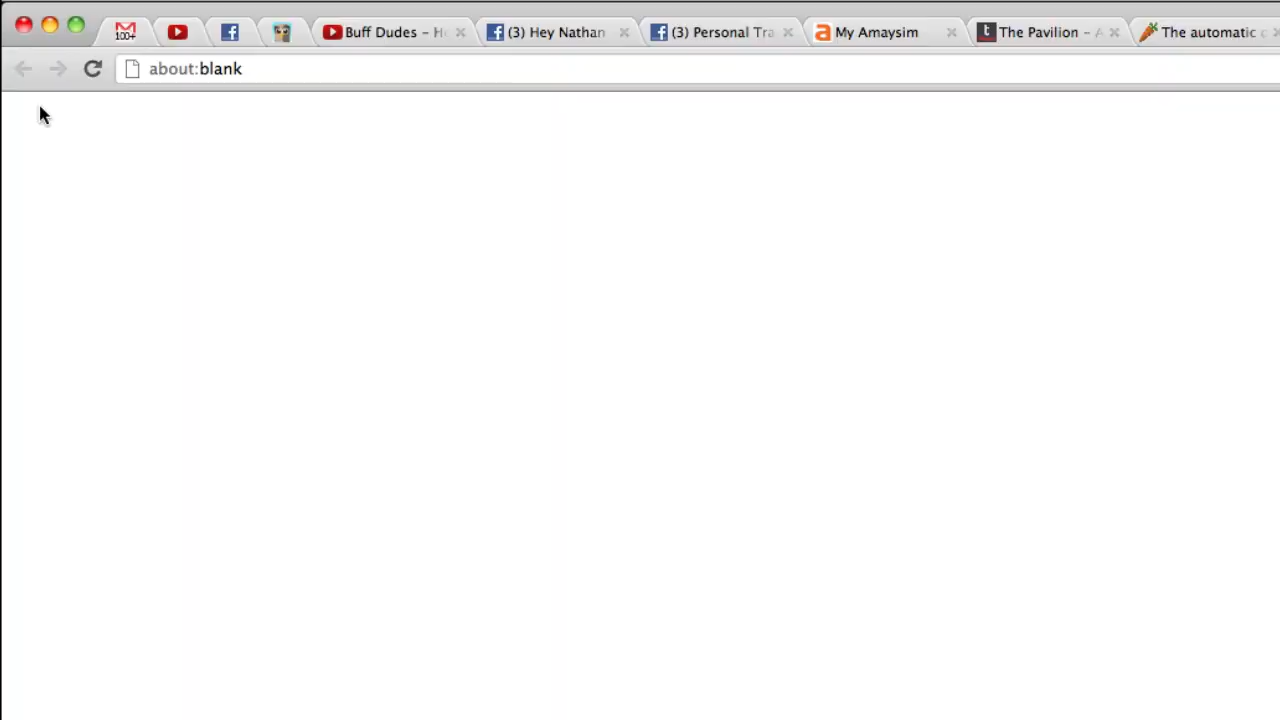 100+ Buff Dudes – H (3) Hey Nathan (3) Personal Tra My Amaysim The Pavilion – A The automatic c
about:blank